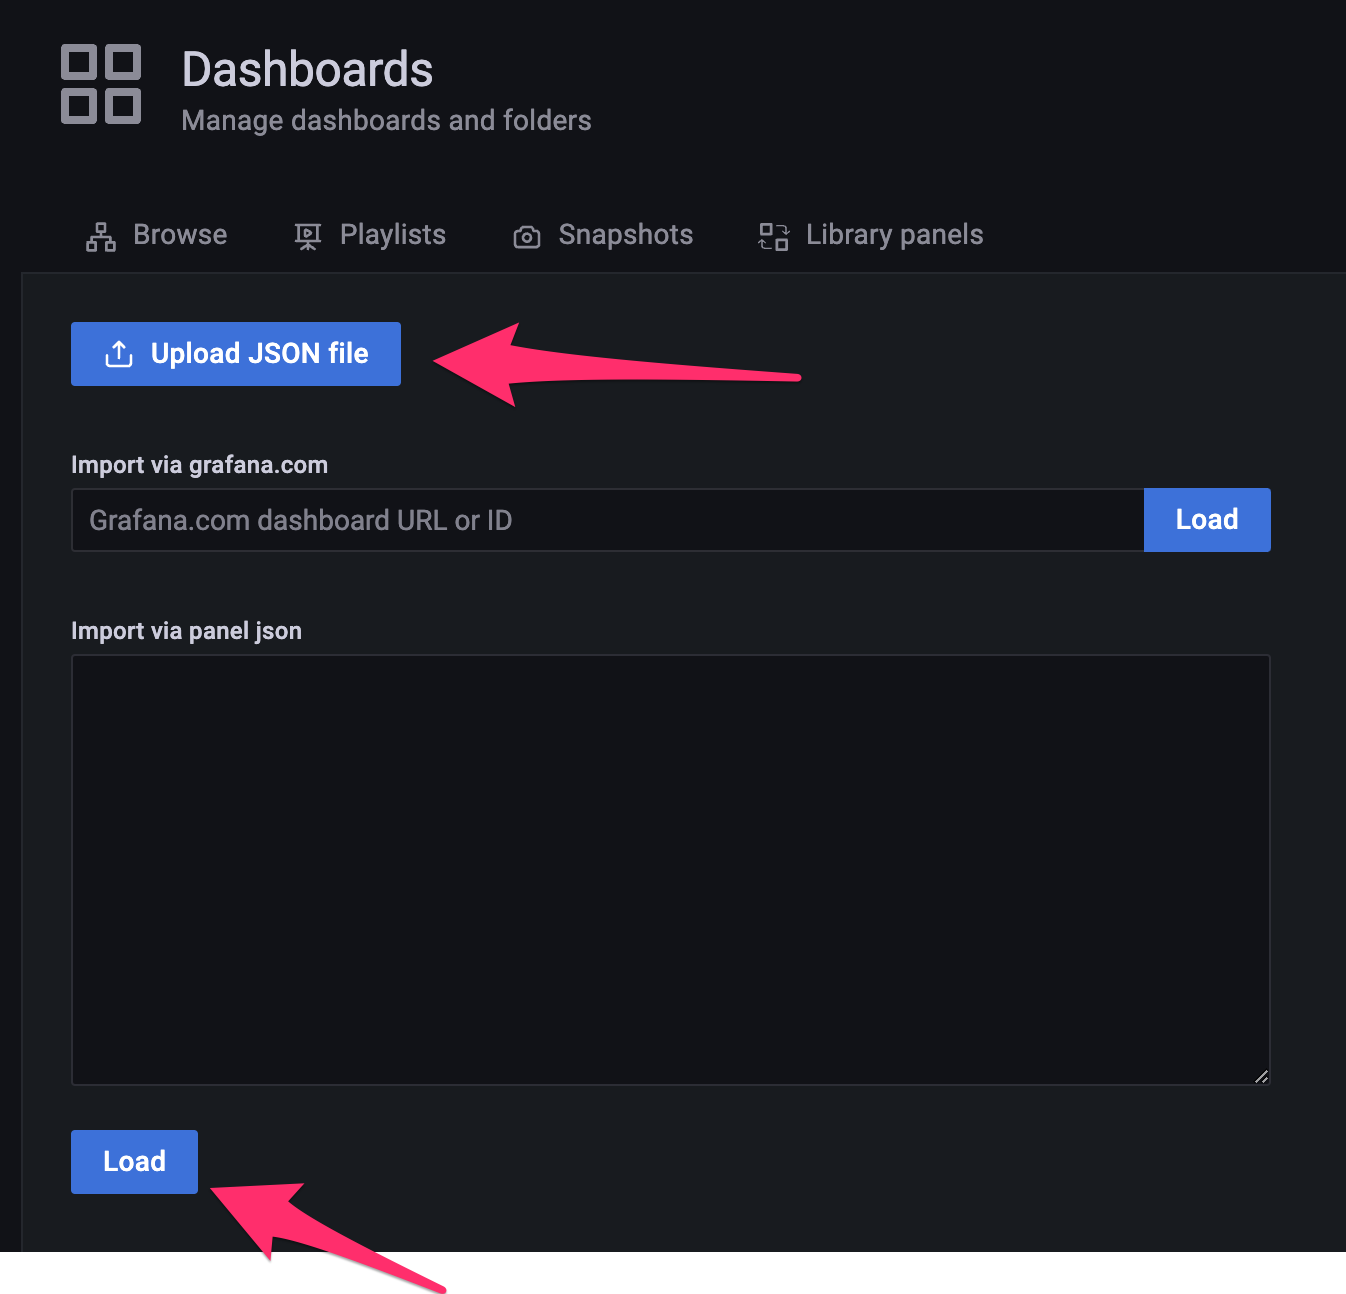 Dashboards
Manage dashboards and folders
Browse Playlists Snapshots Library panels
Upload JSON file
Import via grafana.com
Grafana.com dashboard URL or ID Load
Import via panel json
Load